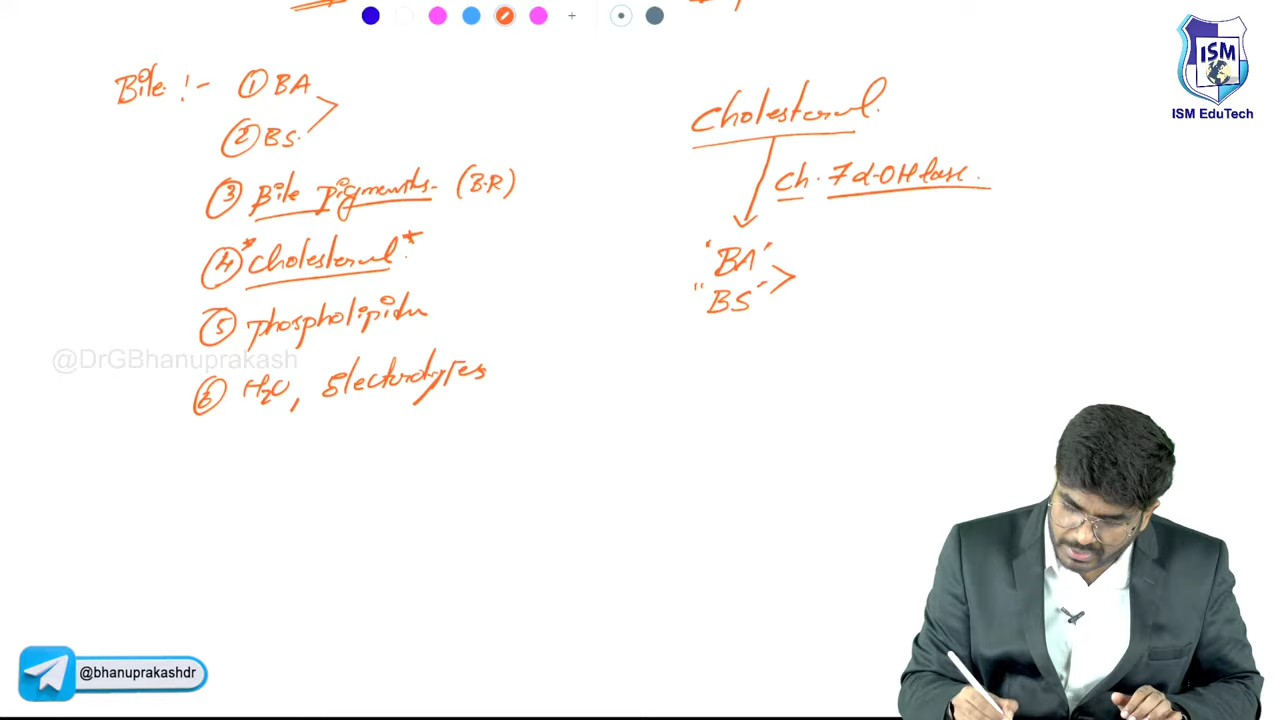 Bile :- ① BA
② BS.
③ Bile pigments. (B.R)
④ *cholesterol*.
⑤ phospholipids
⑥ H₂O, Electrolytes
cholesterol.
Ch. 7α-OHlase.
'BA'
"BS"
ISM
ISM EduTech
@DrGBhanuprakash
@bhanuprakashdr